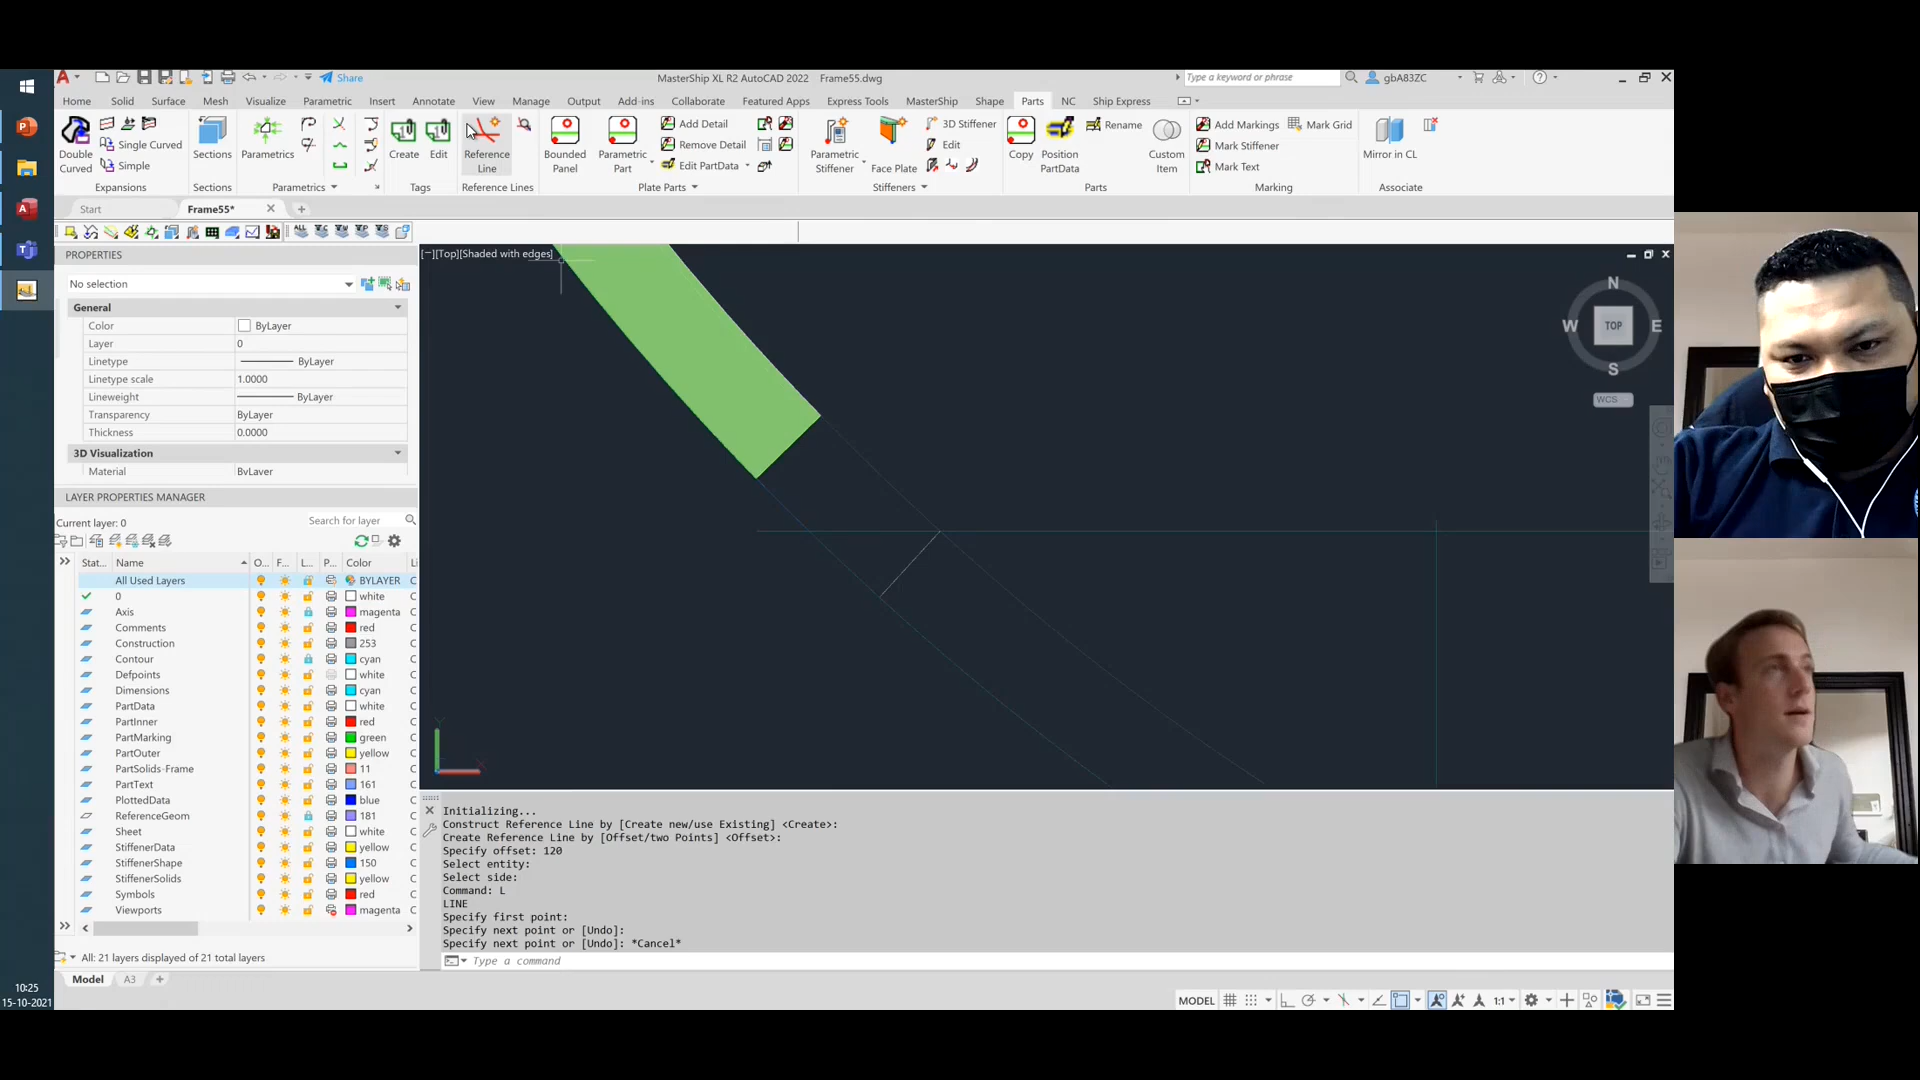 Share
MasterShip XL R2 AutoCAD 2022 Frame55.dwg
Type a keyword or phrase
gbA83ZC
Home Solid Surface Mesh Visualize Parametric Insert Annotate View Manage Output Add-ins Collaborate Featured Apps Express Tools MasterShip Shape Parts NC Ship Express
Double Curved
Single Curved
Simple
Sections
Parametrics
Create
Edit
Reference Line
Bounded Panel
Parametric Part
Add Detail
Remove Detail
Edit PartData
Parametric Stiffener
Face Plate
3D Stiffener
Edit
Copy
Position PartData
Rename
Custom Item
Add Markings
Mark Grid
Mark Stiffener
Mark Text
Mirror in CL
Expansions Sections Parametrics Tags Reference Lines Plate Parts Stiffeners Parts Marking Associate
Start
Frame55*
ALL
PROPERTIES
No selection
General
Color ByLayer
Layer 0
Linetype ByLayer
Linetype scale 1.0000
Lineweight ByLayer
Transparency ByLayer
Thickness 0.0000
3D Visualization
Material ByLayer
LAYER PROPERTIES MANAGER
Current layer: 0
Search for layer
Stat... Name O... F... L... P... Color Li
All Used Layers BYLAYER C
0 white C
Axis magenta C
Comments red C
Construction 253 C
Contour cyan C
Defpoints white C
Dimensions cyan C
PartData white C
PartInner red C
PartMarking green C
PartOuter yellow C
PartSolids-Frame 11 C
PartText 161 C
PlottedData blue C
ReferenceGeom 181 C
Sheet white C
StiffenerData yellow C
StiffenerShape 150 C
StiffenerSolids yellow C
Symbols red C
Viewports magenta C
All: 21 layers displayed of 21 total layers
Model A3
[−][Top][Shaded with edges]
N
W TOP E
S
WCS
Y
X
Initializing...
Construct Reference Line by [Create new/use Existing] <Create>:
Create Reference Line by [Offset/two Points] <Offset>:
Specify offset: 120
Select entity:
Select side:
Command: L
LINE
Specify first point:
Specify next point or [Undo]:
Specify next point or [Undo]: *Cancel*
Type a command
MODEL
1:1
10:25
15-10-2021